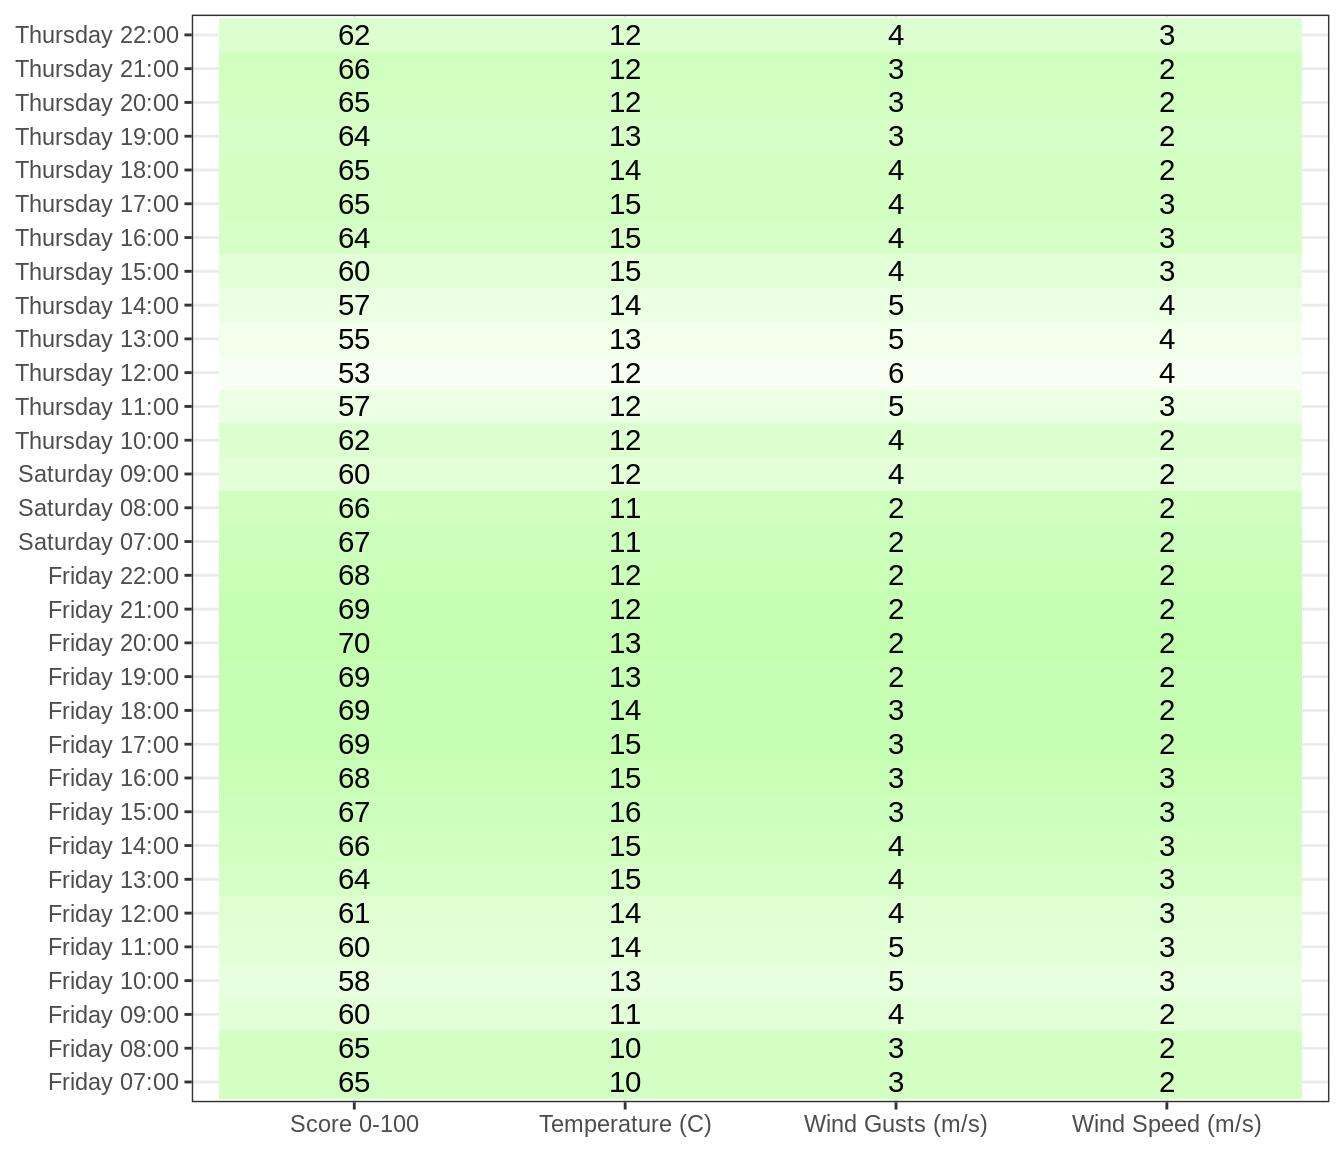 Thursday 22:00 62 12 4 3
Thursday 21:00 66 12 3 2
Thursday 20:00 65 12 3 2
Thursday 19:00 64 13 3 2
Thursday 18:00 65 14 4 2
Thursday 17:00 65 15 4 3
Thursday 16:00 64 15 4 3
Thursday 15:00 60 15 4 3
Thursday 14:00 57 14 5 4
Thursday 13:00 55 13 5 4
Thursday 12:00 53 12 6 4
Thursday 11:00 57 12 5 3
Thursday 10:00 62 12 4 2
Saturday 09:00 60 12 4 2
Saturday 08:00 66 11 2 2
Saturday 07:00 67 11 2 2
Friday 22:00 68 12 2 2
Friday 21:00 69 12 2 2
Friday 20:00 70 13 2 2
Friday 19:00 69 13 2 2
Friday 18:00 69 14 3 2
Friday 17:00 69 15 3 2
Friday 16:00 68 15 3 3
Friday 15:00 67 16 3 3
Friday 14:00 66 15 4 3
Friday 13:00 64 15 4 3
Friday 12:00 61 14 4 3
Friday 11:00 60 14 5 3
Friday 10:00 58 13 5 3
Friday 09:00 60 11 4 2
Friday 08:00 65 10 3 2
Friday 07:00 65 10 3 2
Score 0-100 Temperature (C) Wind Gusts (m/s) Wind Speed (m/s)